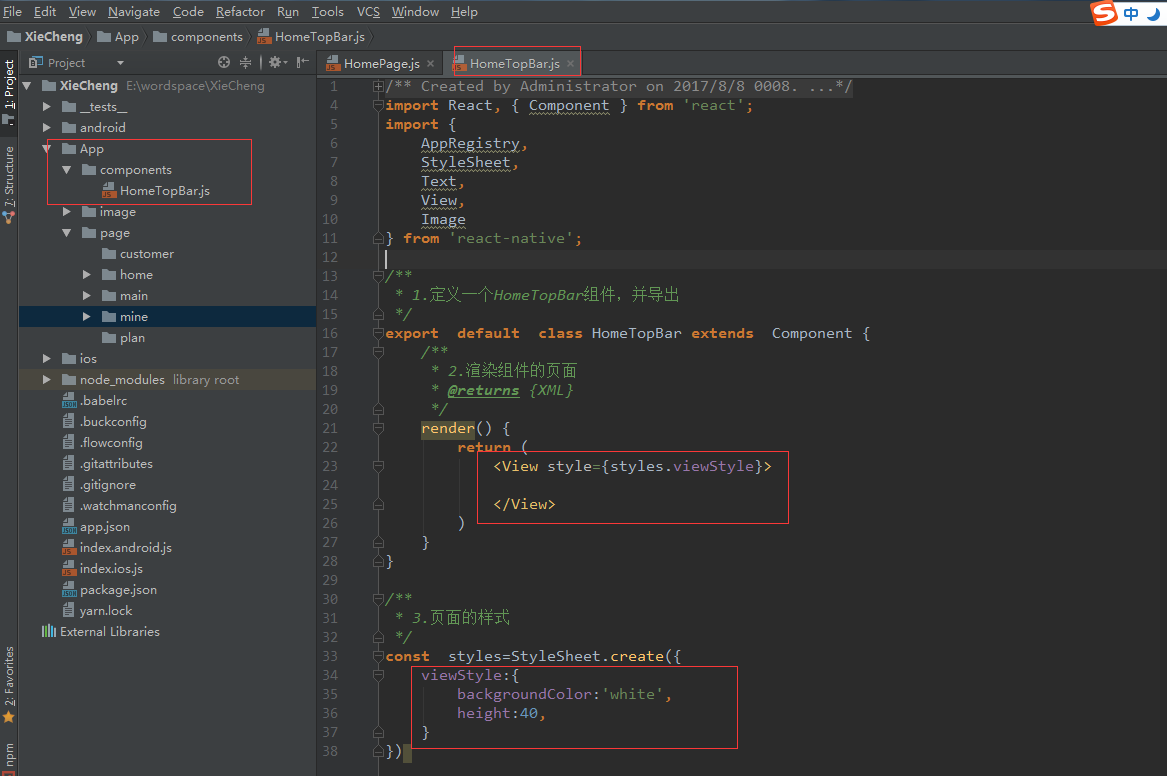 File Edit View Navigate Code Refactor Run Tools VCS Window Help
S 中
XieCheng App components HomeTopBar.js
1: Project
7: Structure
2: Favorites
npm
Project
XieCheng E:\wordspace\XieCheng
__tests__
android
App
components
HomeTopBar.js
image
page
customer
home
main
mine
plan
ios
node_modules library root
.babelrc
.buckconfig
.flowconfig
.gitattributes
.gitignore
.watchmanconfig
app.json
index.android.js
index.ios.js
package.json
yarn.lock
External Libraries
HomePage.js × HomeTopBar.js ×
1 /** Created by Administrator on 2017/8/8 0008. ...*/
4 import React, { Component } from 'react';
5 import {
6 AppRegistry,
7 StyleSheet,
8 Text,
9 View,
10 Image
11 } from 'react-native';
12
13 /**
14 * 1.定义一个HomeTopBar组件，并导出
15 */
16 export default class HomeTopBar extends Component {
17 /**
18 * 2.渲染组件的页面
19 * @returns {XML}
20 */
21 render() {
22 return (
23 <View style={styles.viewStyle}>
24
25 </View>
26 )
27 }
28 }
29
30 /**
31 * 3.页面的样式
32 */
33 const styles=StyleSheet.create({
34 viewStyle:{
35 backgroundColor:'white',
36 height:40,
37 }
38 })